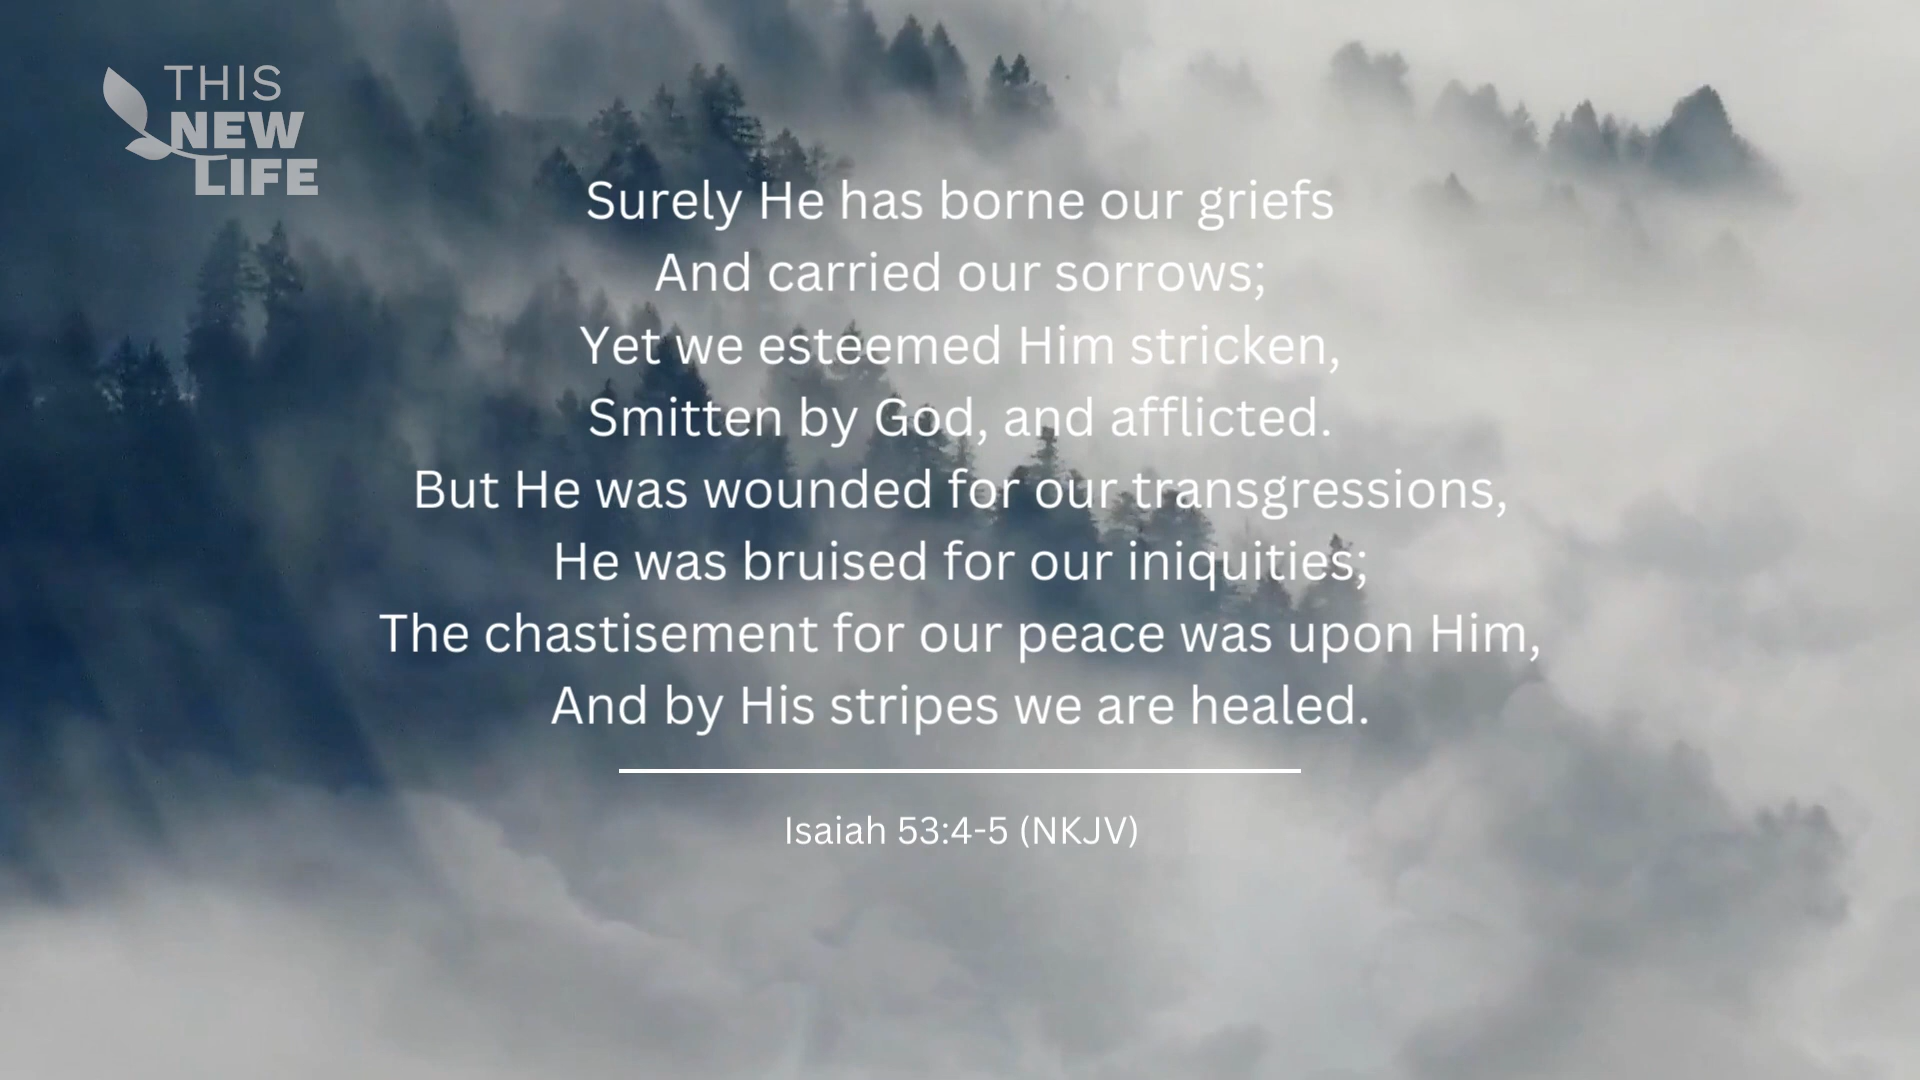 THIS
NEW
LIFE
Surely He has borne our griefs
And carried our sorrows;
Yet we esteemed Him stricken,
Smitten by God, and afflicted.
But He was wounded for our transgressions,
He was bruised for our iniquities;
The chastisement for our peace was upon Him,
And by His stripes we are healed.
Isaiah 53:4-5 (NKJV)